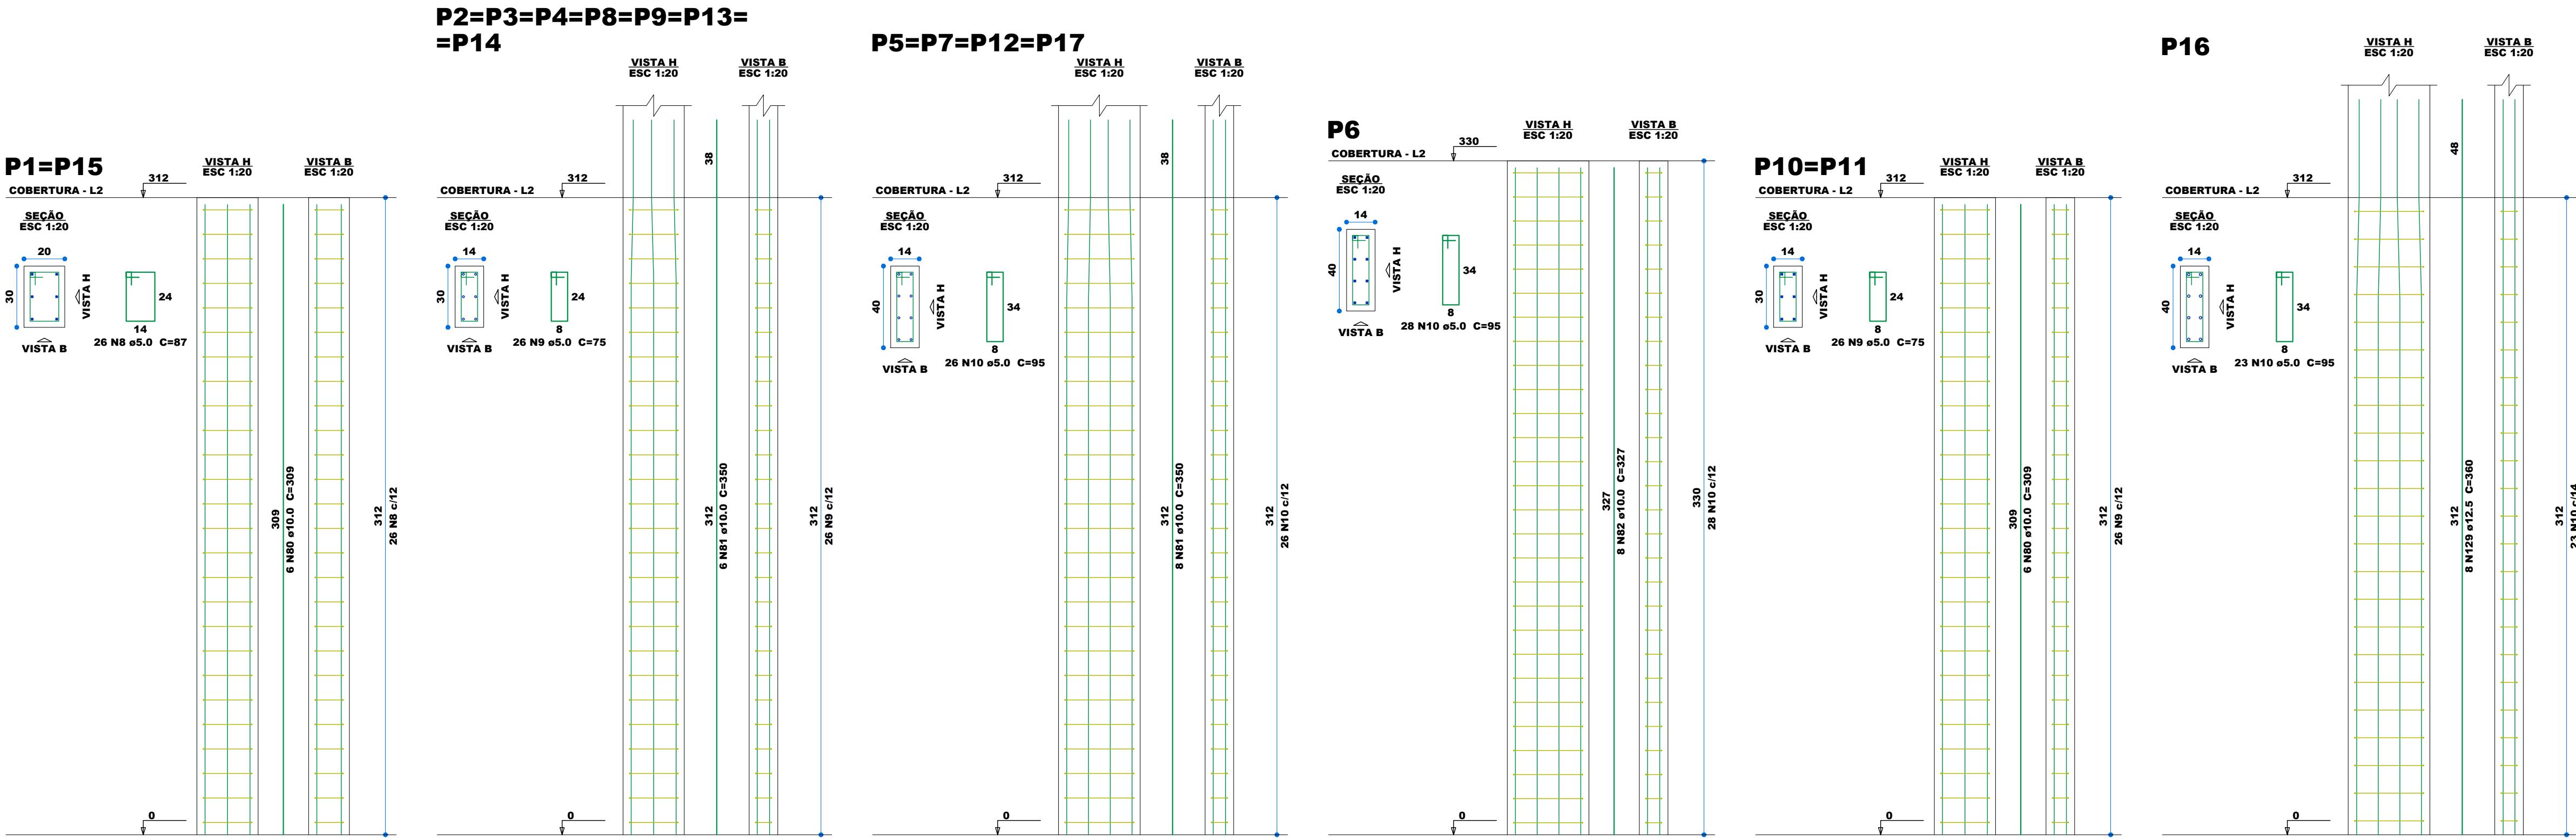 P1=P15
VISTA H
ESC 1:20
VISTA B
ESC 1:20
COBERTURA - L2
312
SEÇÃO
ESC 1:20
20
30
VISTA H
VISTA B
24
14
26 N8 ø5.0 C=87
309
6 N80 ø10.0 C=309
312
26 N8 c/12
0
P2=P3=P4=P8=P9=P13=
=P14
VISTA H
ESC 1:20
VISTA B
ESC 1:20
38
COBERTURA - L2
312
SEÇÃO
ESC 1:20
14
30
VISTA H
VISTA B
24
8
26 N9 ø5.0 C=75
312
6 N81 ø10.0 C=350
312
26 N9 c/12
0
P5=P7=P12=P17
VISTA H
ESC 1:20
VISTA B
ESC 1:20
38
COBERTURA - L2
312
SEÇÃO
ESC 1:20
14
40
VISTA H
VISTA B
34
8
26 N10 ø5.0 C=95
312
8 N81 ø10.0 C=350
312
26 N10 c/12
0
P6
VISTA H
ESC 1:20
VISTA B
ESC 1:20
COBERTURA - L2
330
SEÇÃO
ESC 1:20
14
40
VISTA H
VISTA B
34
8
28 N10 ø5.0 C=95
327
8 N82 ø10.0 C=327
330
28 N10 c/12
0
P10=P11
VISTA H
ESC 1:20
VISTA B
ESC 1:20
COBERTURA - L2
312
SEÇÃO
ESC 1:20
14
30
VISTA H
VISTA B
24
8
26 N9 ø5.0 C=75
309
6 N80 ø10.0 C=309
312
26 N9 c/12
0
P16
VISTA H
ESC 1:20
VISTA B
ESC 1:20
48
COBERTURA - L2
312
SEÇÃO
ESC 1:20
14
40
VISTA H
VISTA B
34
8
23 N10 ø5.0 C=95
312
8 N129 ø12.5 C=360
312
23 N10 c/14
0